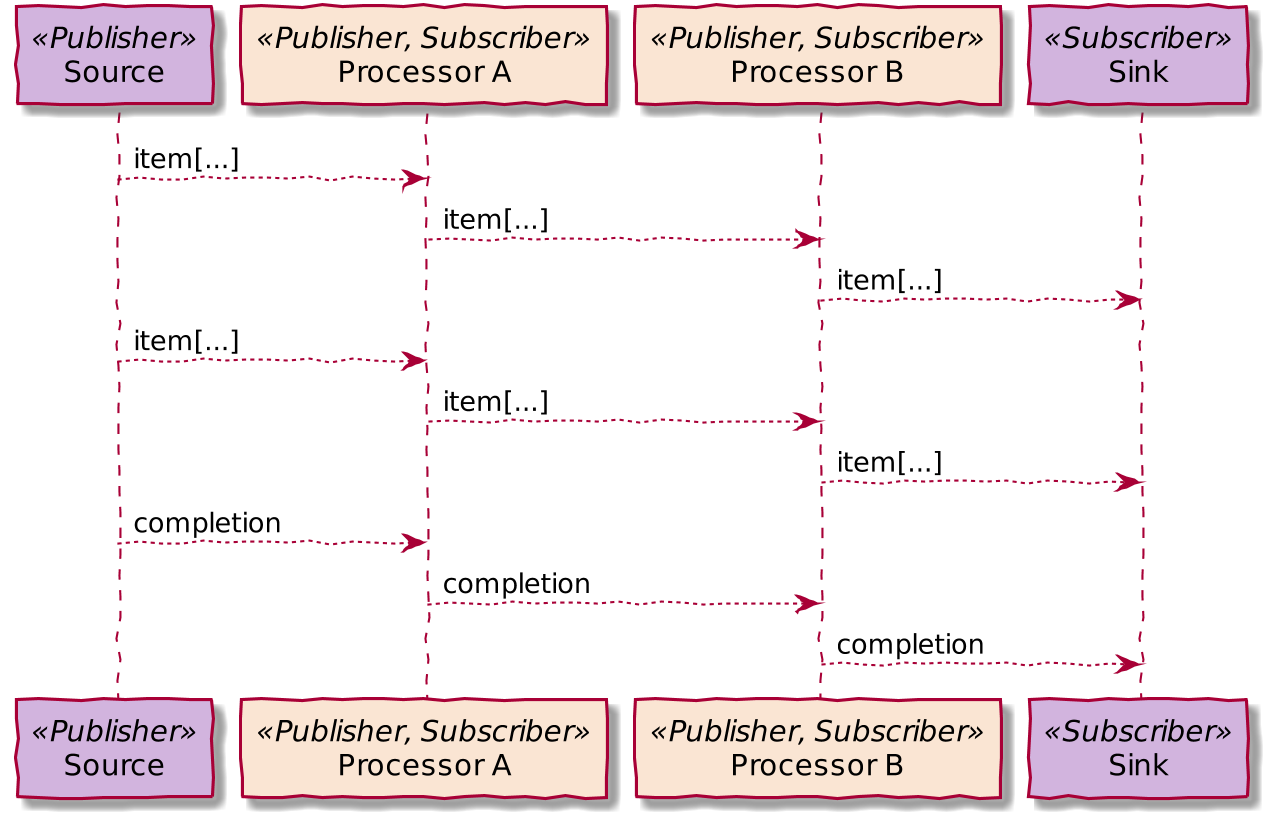 «Publisher»
Source
«Publisher, Subscriber»
Processor A
«Publisher, Subscriber»
Processor B
«Subscriber»
Sink
item[...]
item[...]
item[...]
item[...]
item[...]
item[...]
completion
completion
completion
«Publisher»
Source
«Publisher, Subscriber»
Processor A
«Publisher, Subscriber»
Processor B
«Subscriber»
Sink